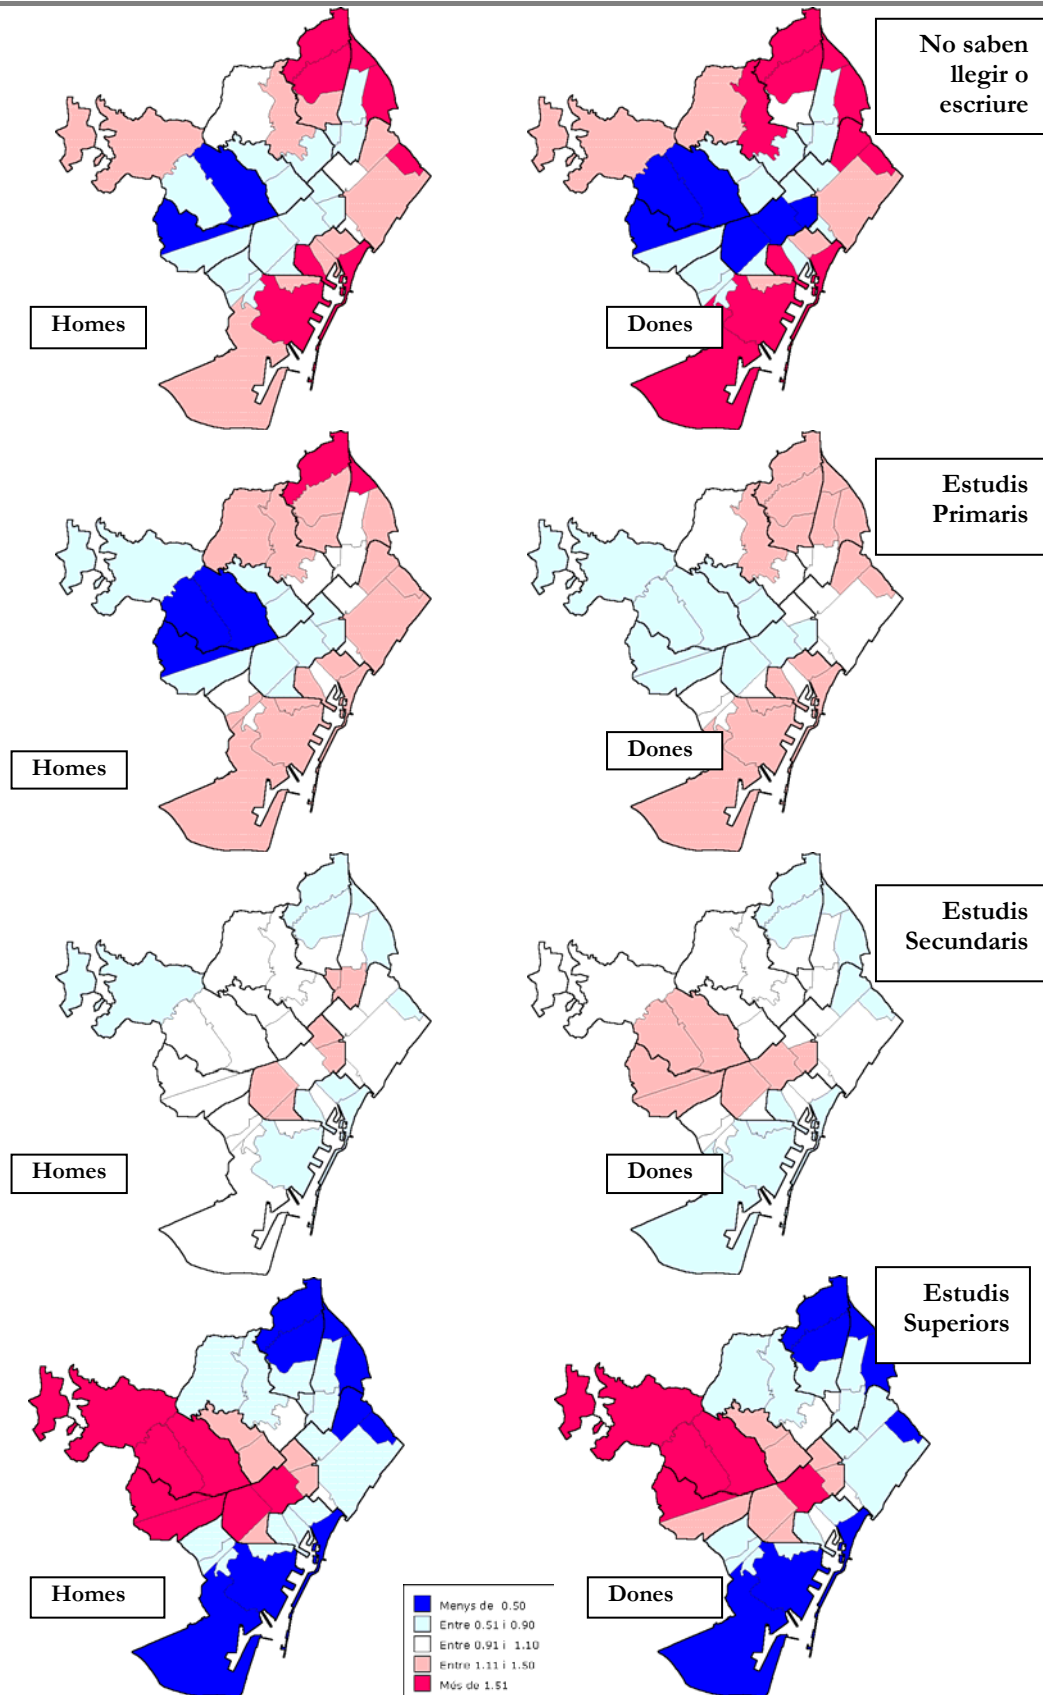 No saben
llegir o
escriure
Homes
Dones
Estudis
Primaris
Homes
Dones
Estudis
Secundaris
Homes
Dones
Estudis
Superiors
Homes
Dones
Menys de 0.50
Entre 0.51 i 0.90
Entre 0.91 i 1.10
Entre 1.11 i 1.50
Més de 1.51